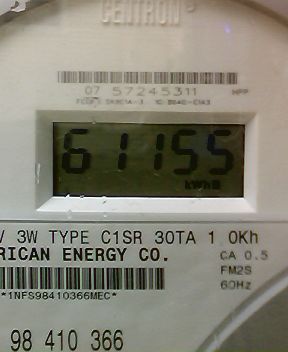 CENTRON®
07 57245311
61155
kWh
V 3W TYPE C1SR 30TA 1.0Kh
RICAN ENERGY CO.
CA 0.5
FM2S
60Hz
*1NFS98410366MEC*
98 410 366